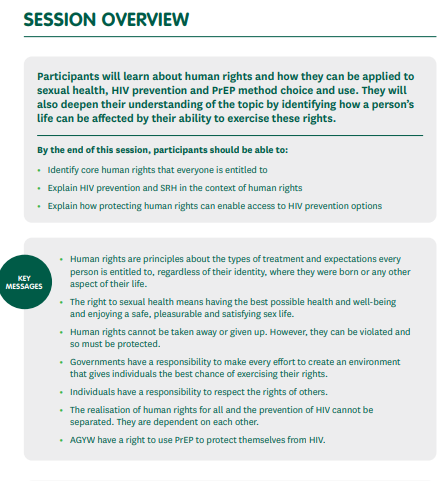 SESSION OVERVIEW
Participants will learn about human rights and how they can be applied to
sexual health, HIV prevention and PrEP method choice and use. They will
also deepen their understanding of the topic by identifying how a person's
life can be affected by their ability to exercise these rights.
By the end of this session, participants should be able to:
• Identify core human rights that everyone is entitled to
• Explain HIV prevention and SRH in the context of human rights
• Explain how protecting human rights can enable access to HIV prevention options
KEY
MESSAGES
• Human rights are principles about the types of treatment and expectations every
person is entitled to, regardless of their identity, where they were born or any other
aspect of their life.
• The right to sexual health means having the best possible health and well-being
and enjoying a safe, pleasurable and satisfying sex life.
• Human rights cannot be taken away or given up. However, they can be violated and
so must be protected.
• Governments have a responsibility to make every effort to create an environment
that gives individuals the best chance of exercising their rights.
• Individuals have a responsibility to respect the rights of others.
• The realisation of human rights for all and the prevention of HIV cannot be
separated. They are dependent on each other.
• AGYW have a right to use PrEP to protect themselves from HIV.